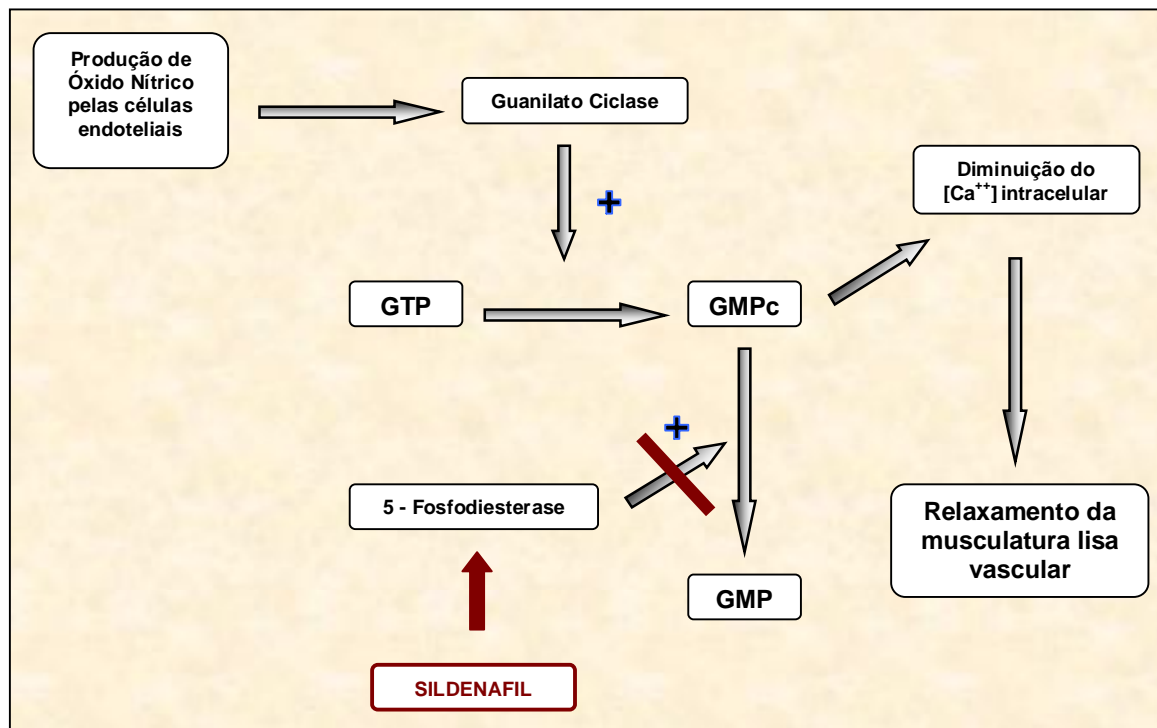 Produção de
Óxido Nítrico
pelas células
endoteliais
Guanilato Ciclase
+
Diminuição do
[Ca++] intracelular
GTP
GMPc
+
5 - Fosfodiesterase
Relaxamento da
musculatura lisa
vascular
GMP
SILDENAFIL